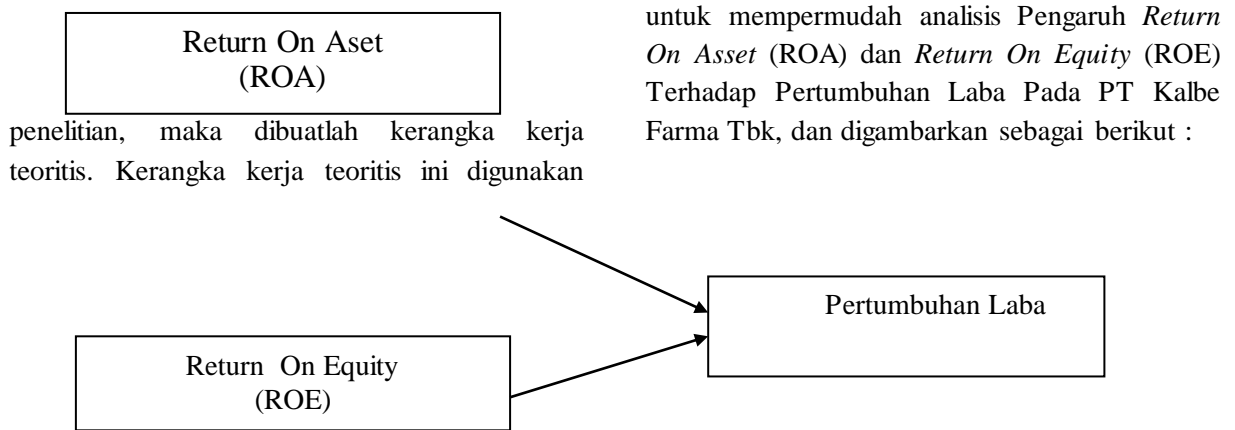 Return On Aset
(ROA)
penelitian, maka dibuatlah kerangka kerja
teoritis. Kerangka kerja teoritis ini digunakan
untuk mempermudah analisis Pengaruh Return
On Asset (ROA) dan Return On Equity (ROE)
Terhadap Pertumbuhan Laba Pada PT Kalbe
Farma Tbk, dan digambarkan sebagai berikut :
Pertumbuhan Laba
Return On Equity
(ROE)